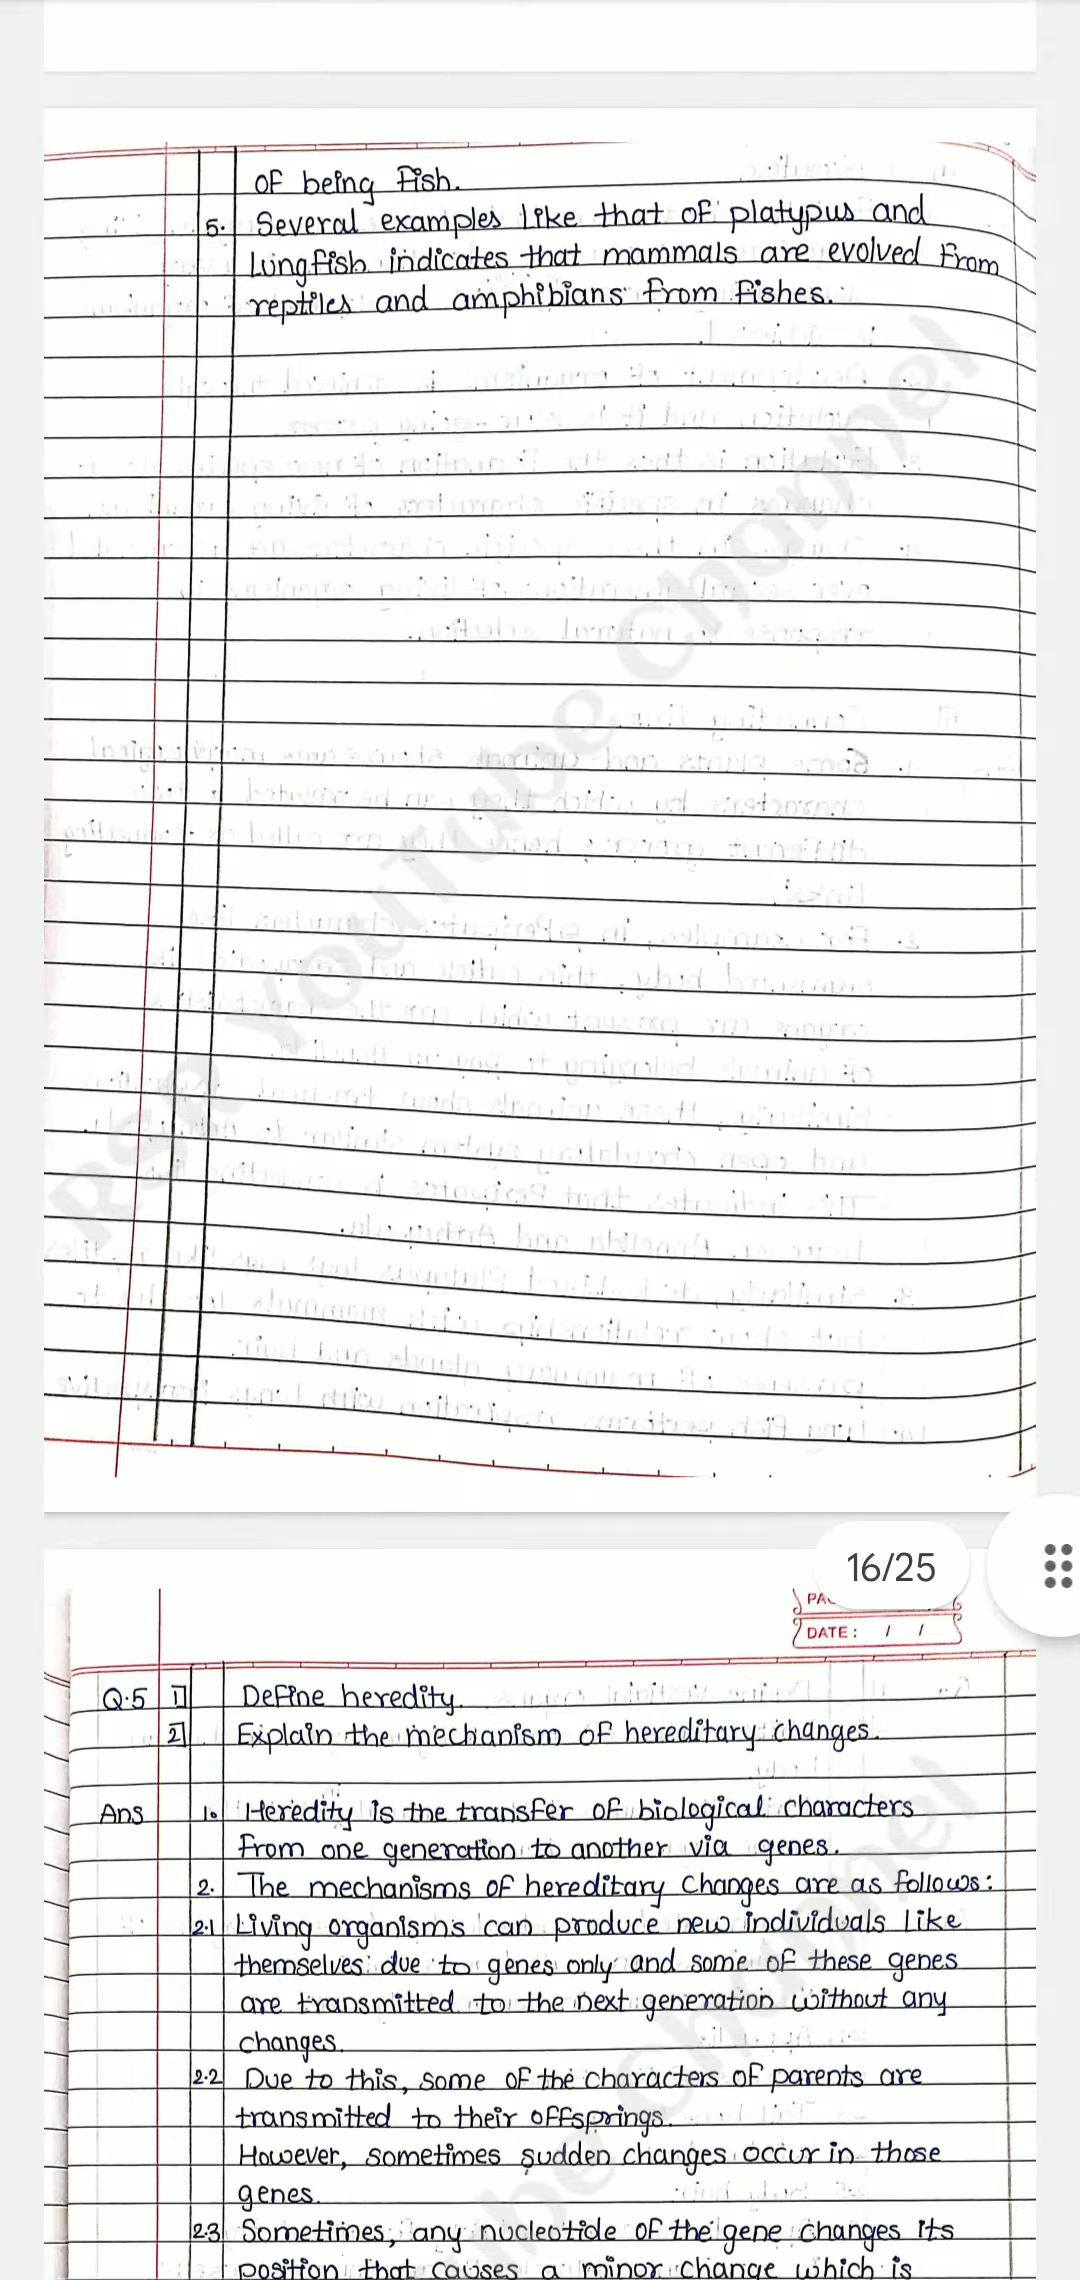 of being fish.
5. Several examples like that of platypus and
Lungfish indicates that mammals are evolved from
reptiles and amphibians from fishes.
RSR YouTube Channel
16/25
DATE: / /
Q.5 1] Define heredity.
2] Explain the mechanism of hereditary changes.
Ans 1. Heredity is the transfer of biological characters
from one generation to another via genes.
2. The mechanisms of hereditary changes are as follows:
2.1 Living organisms can produce new individuals like
themselves due to genes only and some of these genes
are transmitted to the next generation without any
changes.
2.2 Due to this, some of the characters of parents are
transmitted to their offsprings.
However, sometimes sudden changes occur in those
genes.
2.3 Sometimes, any nucleotide of the gene changes its
position that causes a minor change which is